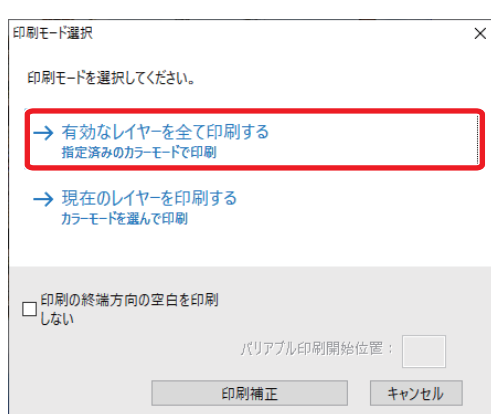 印刷モード選択
印刷モードを選択してください。
→ 有効なレイヤーを全て印刷する
指定済みのカラーモードで印刷
→ 現在のレイヤーを印刷する
カラーモードを選んで印刷
印刷の終端方向の空白を印刷
しない
バリアブル印刷開始位置：
印刷補正
キャンセル